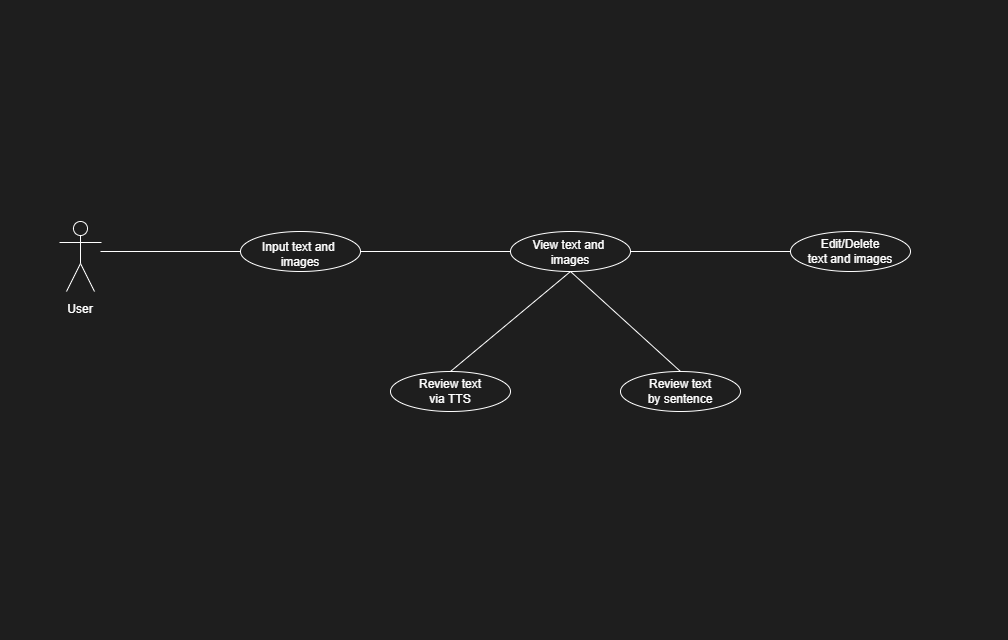 Input text and
images
View text and
images
Edit/Delete
text and images
User
Review text
via TTS
Review text
by sentence